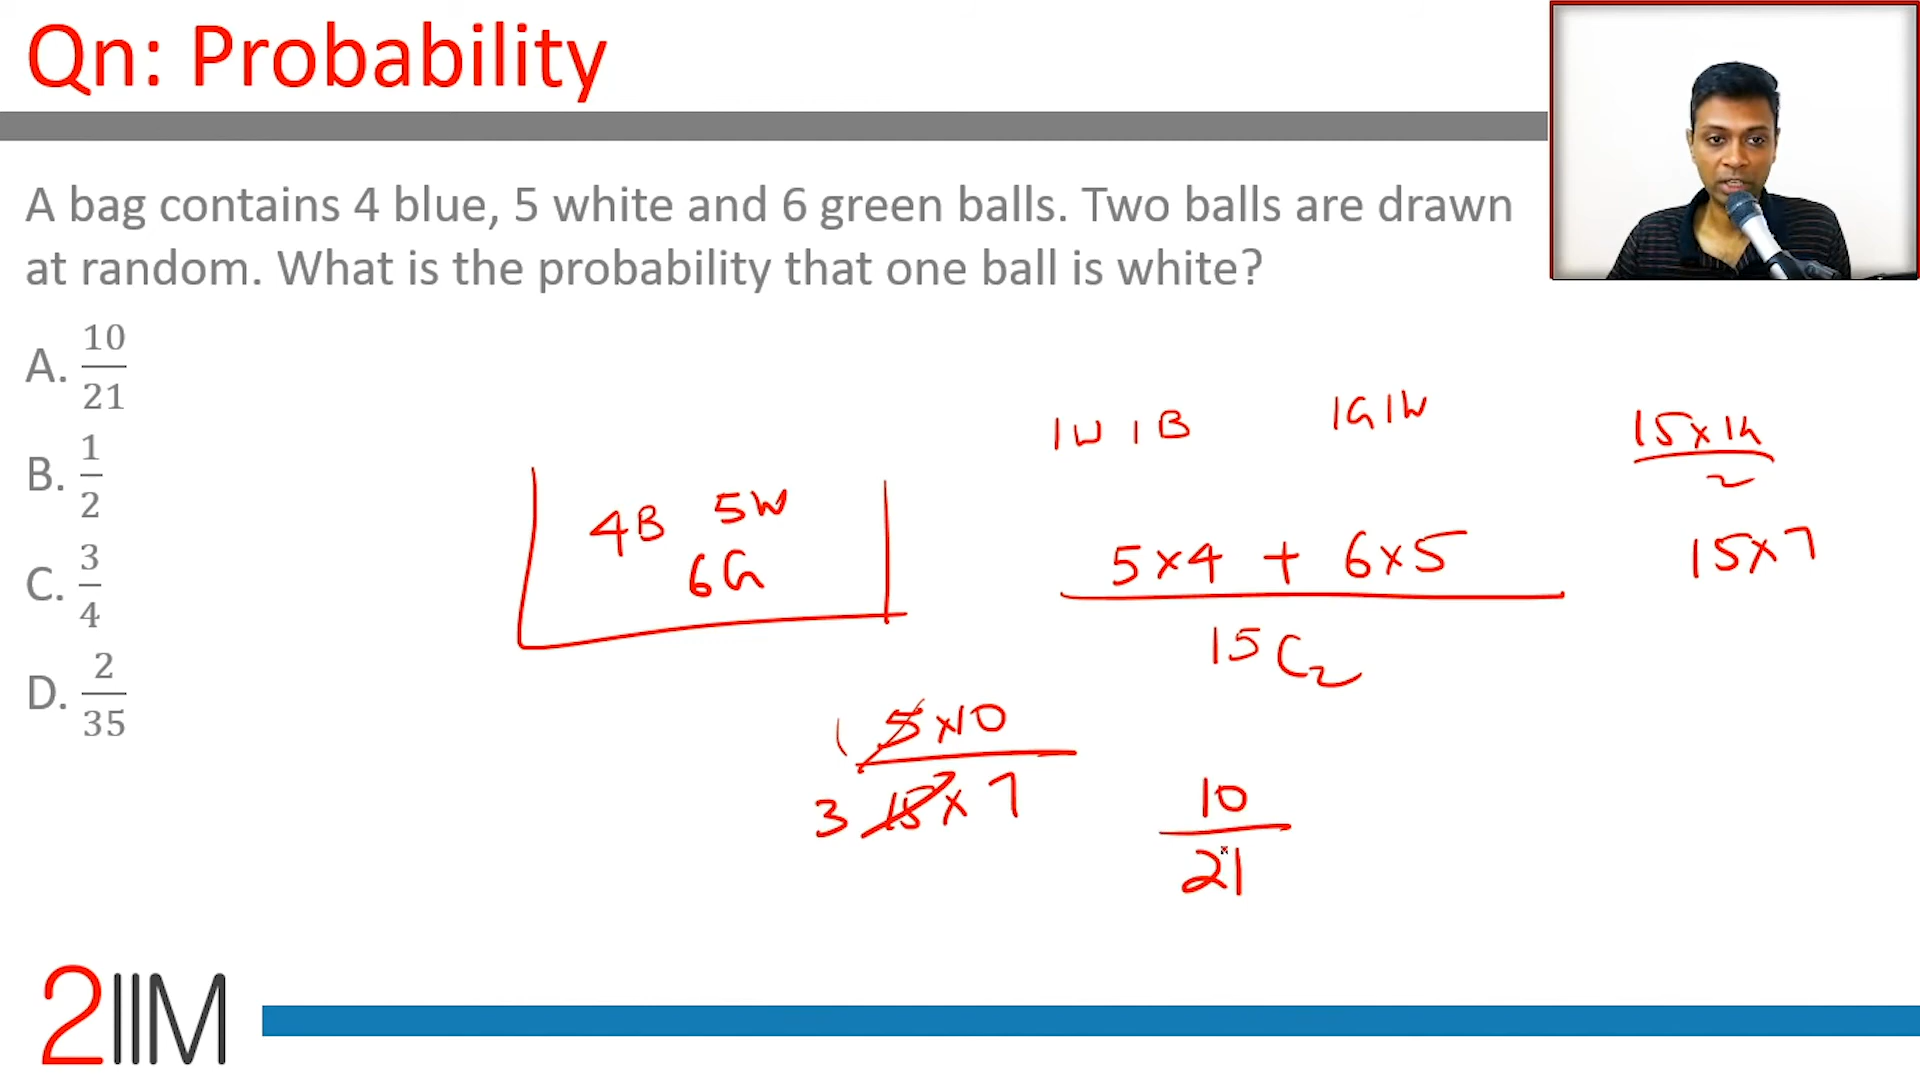 Qn: Probability
A bag contains 4 blue, 5 white and 6 green balls. Two balls are drawn
at random. What is the probability that one ball is white?
A. 10/21
B. 1/2
C. 3/4
D. 2/35
4B 5W
6G
1W 1B 1G 1W
5×4 + 6×5
15C2
15×14
2
15×7
1 5×10
3 15×7
10
21
2IIM